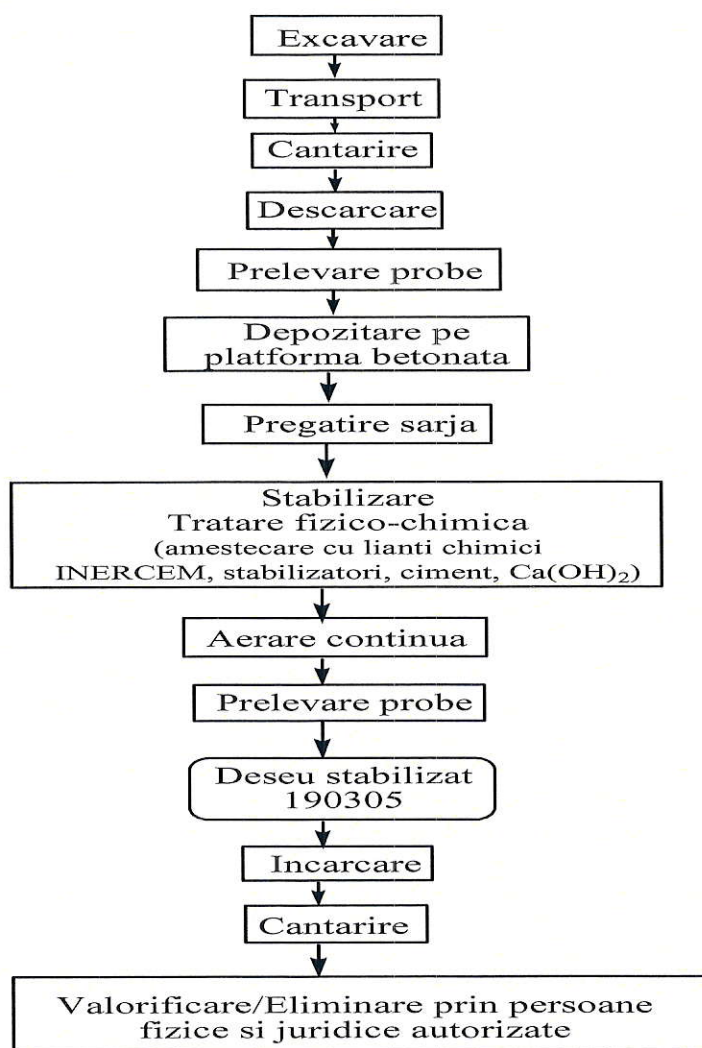 Excavare
Transport
Cantarire
Descarcare
Prelevare probe
Depozitare pe
platforma betonata
Pregatire sarja
Stabilizare
Tratare fizico-chimica
(amestecare cu lianti chimici
INERCEM, stabilizatori, ciment, Ca(OH)₂)
Aerare continua
Prelevare probe
Deseu stabilizat
190305
Incarcare
Cantarire
Valorificare/Eliminare prin persoane
fizice si juridice autorizate